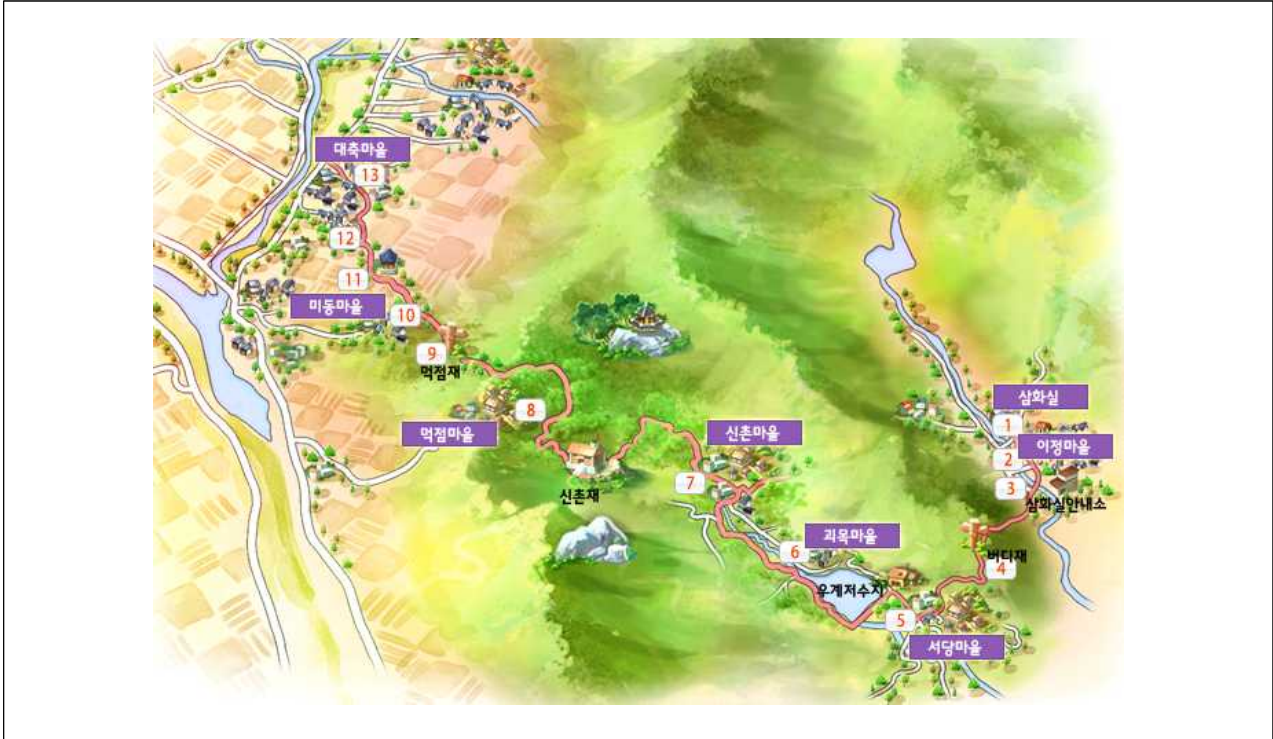 대축마을
13
12
11
미동마을
10
9
먹점재
8
먹점마을
신촌재
신촌마을
7
삼화실
1
이정마을
2
3
삼화실안내소
버디재
4
괴목마을
6
우계저수지
5
서당마을